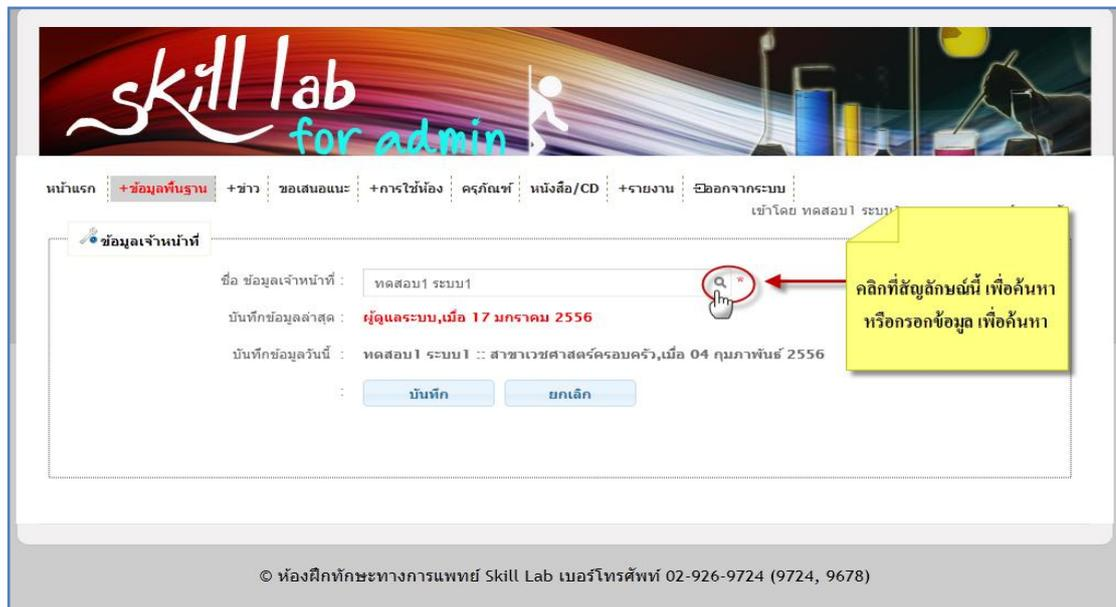 skill lab
for admin
หน้าแรก +ข้อมูลพื้นฐาน +ข่าว ขอเสนอแนะ +การใช้ห้อง ครุภัณฑ์ หนังสือ/CD +รายงาน ออกจากระบบ
เข้าโดย ทดสอบ1
ข้อมูลเจ้าหน้าที่
ชื่อ ข้อมูลเจ้าหน้าที่ : ทดสอบ1 ระบบ1 *
บันทึกข้อมูลล่าสุด : ผู้ดูแลระบบ,เมื่อ 17 มกราคม 2556
บันทึกข้อมูลวันนี้ : ทดสอบ1 ระบบ1 :: สาขาเวชศาสตร์ครอบครัว,เมื่อ 04 กุมภาพันธ์ 2556
: บันทึก ยกเลิก
คลิกที่สัญลักษณ์นี้ เพื่อค้นหา
หรือกรอกข้อมูล เพื่อค้นหา
© ห้องฝึกทักษะทางการแพทย์ Skill Lab เบอร์โทรศัพท์ 02-926-9724 (9724, 9678)